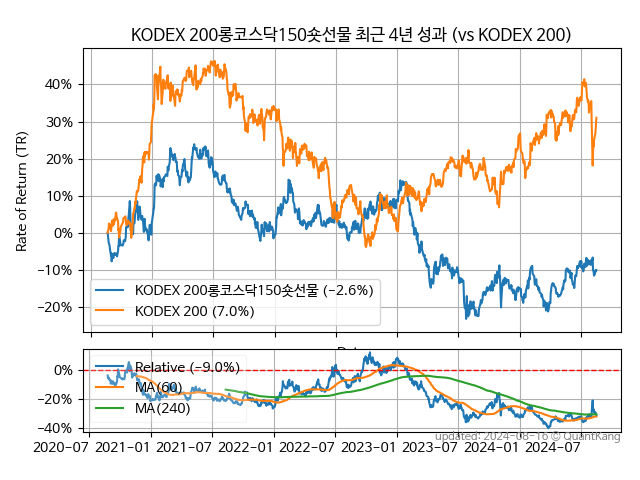 KODEX 200롱코스닥150숏선물 최근 4년 성과 (vs KODEX 200)
Rate of Return (TR)
40%
30%
20%
10%
0%
−10%
−20%
KODEX 200롱코스닥150숏선물 (−2.6%)
KODEX 200 (7.0%)
0%
−20%
−40%
Relative (−9.0%)
MA(60)
MA(240)
updated: 2024-08-16 © QuantKang
2020-07 2021-01 2021-07 2022-01 2022-07 2023-01 2023-07 2024-01 2024-07